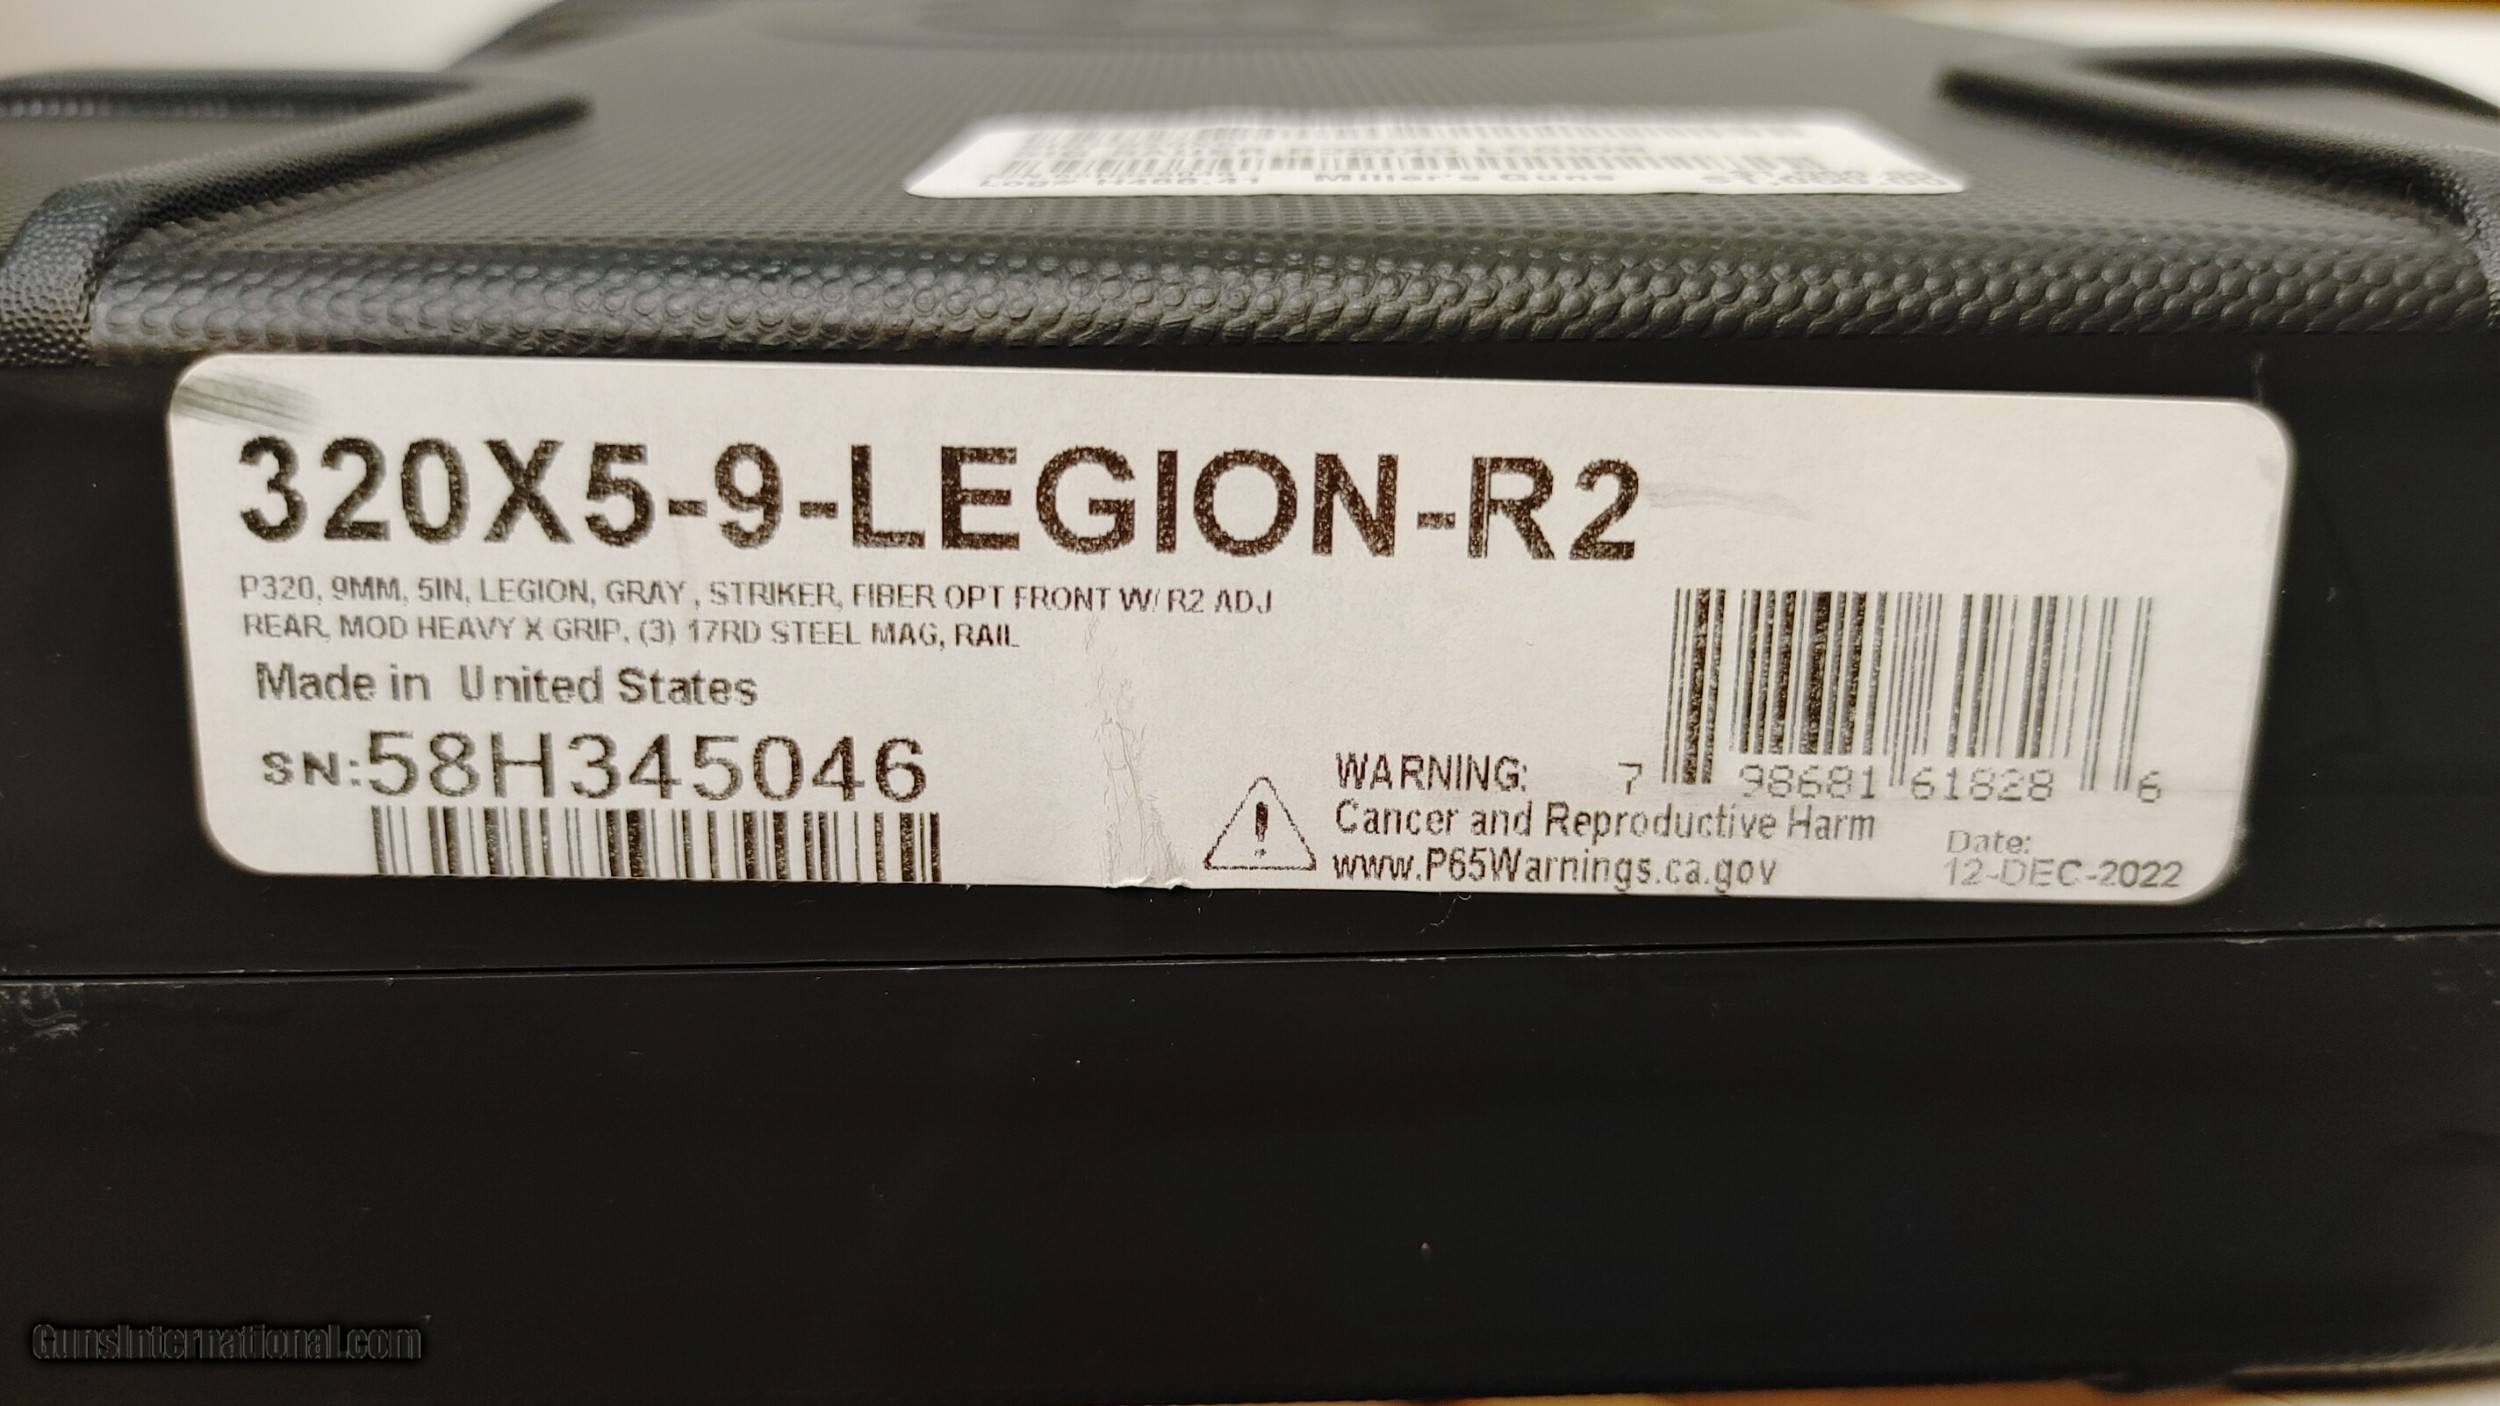 Miller's Guns
320X5-9-LEGION-R2
P320, 9MM, 5IN, LEGION, GRAY , STRIKER, FIBER OPT FRONT W/ R2 ADJ
REAR, MOD HEAVY X GRIP, (3) 17RD STEEL MAG, RAIL
Made in United States
SN:58H345046
WARNING:
Cancer and Reproductive Harm
www.P65Warnings.ca.gov
7 98681 61828 6
Date:
12-DEC-2022
GunsInternational.com